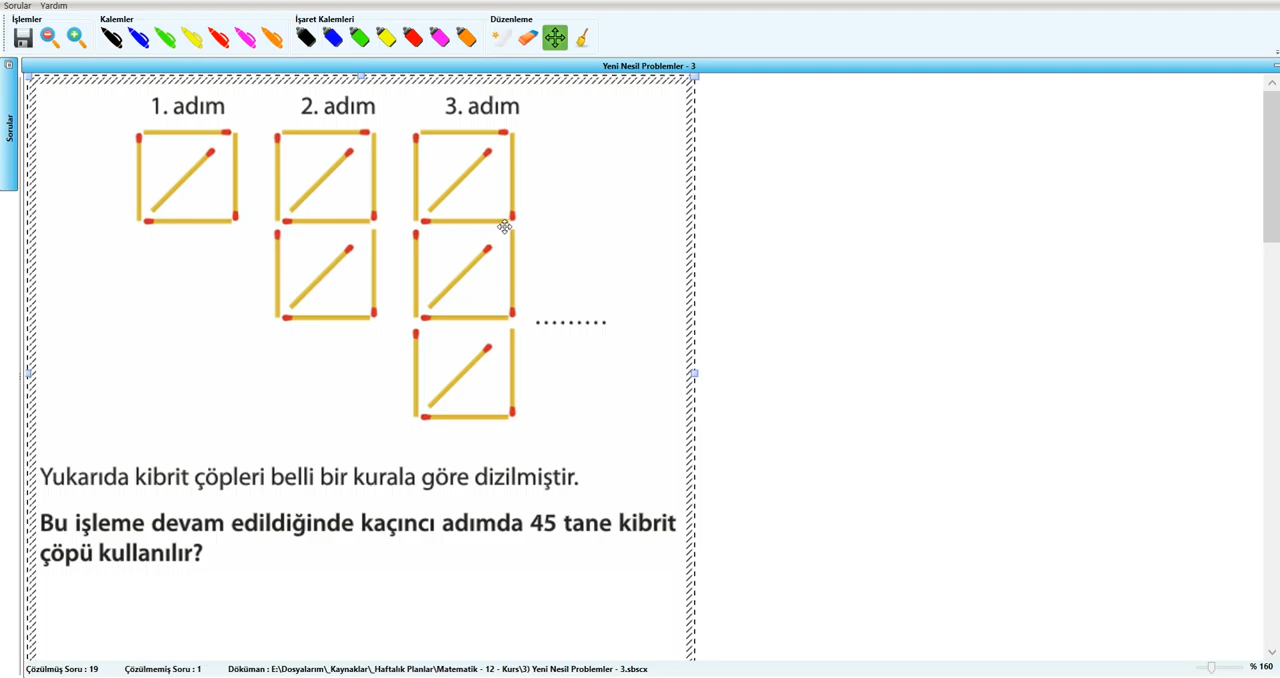 Sorular Yardım
İşlemler Kalemler İşaret Kalemleri Düzenleme
Yeni Nesil Problemler - 3
Sorular
1. adım 2. adım 3. adım
.........
Yukarıda kibrit çöpleri belli bir kurala göre dizilmiştir.
Bu işleme devam edildiğinde kaçıncı adımda 45 tane kibrit
çöpü kullanılır?
Çözülmüş Soru : 19 Çözülmemiş Soru : 1 Döküman : E:\Dosyalarım\_Kaynaklar\_Haftalık Planlar\Matematik - 12 - Kurs\3) Yeni Nesil Problemler - 3.sbscx % 160